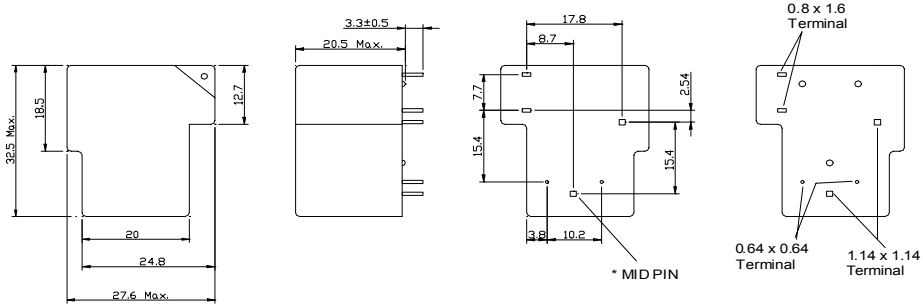 32.5 Max.
18.5
12.7
20
24.8
27.6 Max.
20.5 Max.
3.3±0.5
17.8
8.7
7.7
15.4
2.54
15.4
3.8
10.2
* MID PIN
0.8 x 1.6
Terminal
0.64 x 0.64
Terminal
1.14 x 1.14
Terminal